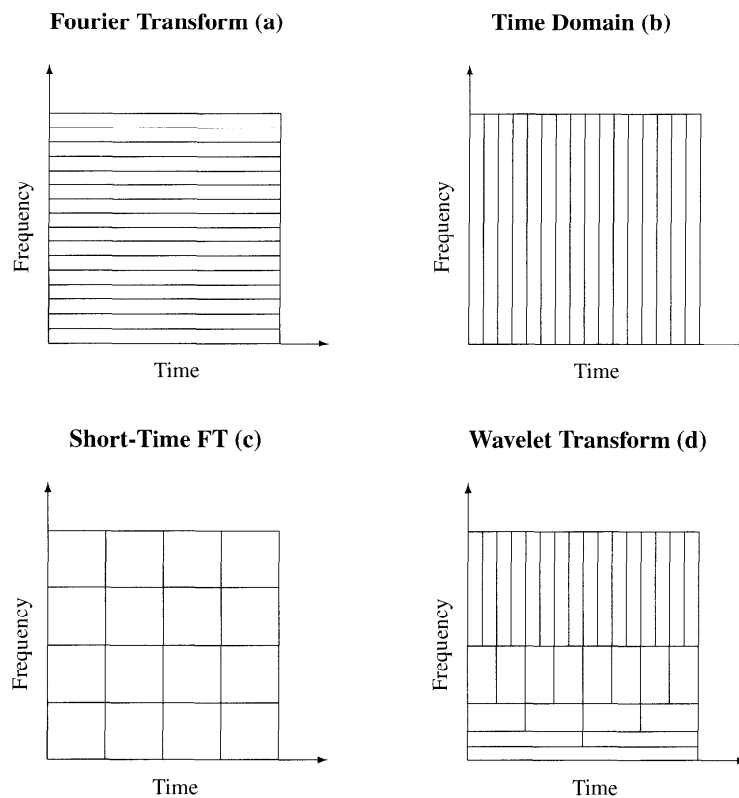 Fourier Transform (a)
Time Domain (b)
Frequency
Time
Frequency
Time
Short-Time FT (c)
Wavelet Transform (d)
Frequency
Time
Frequency
Time